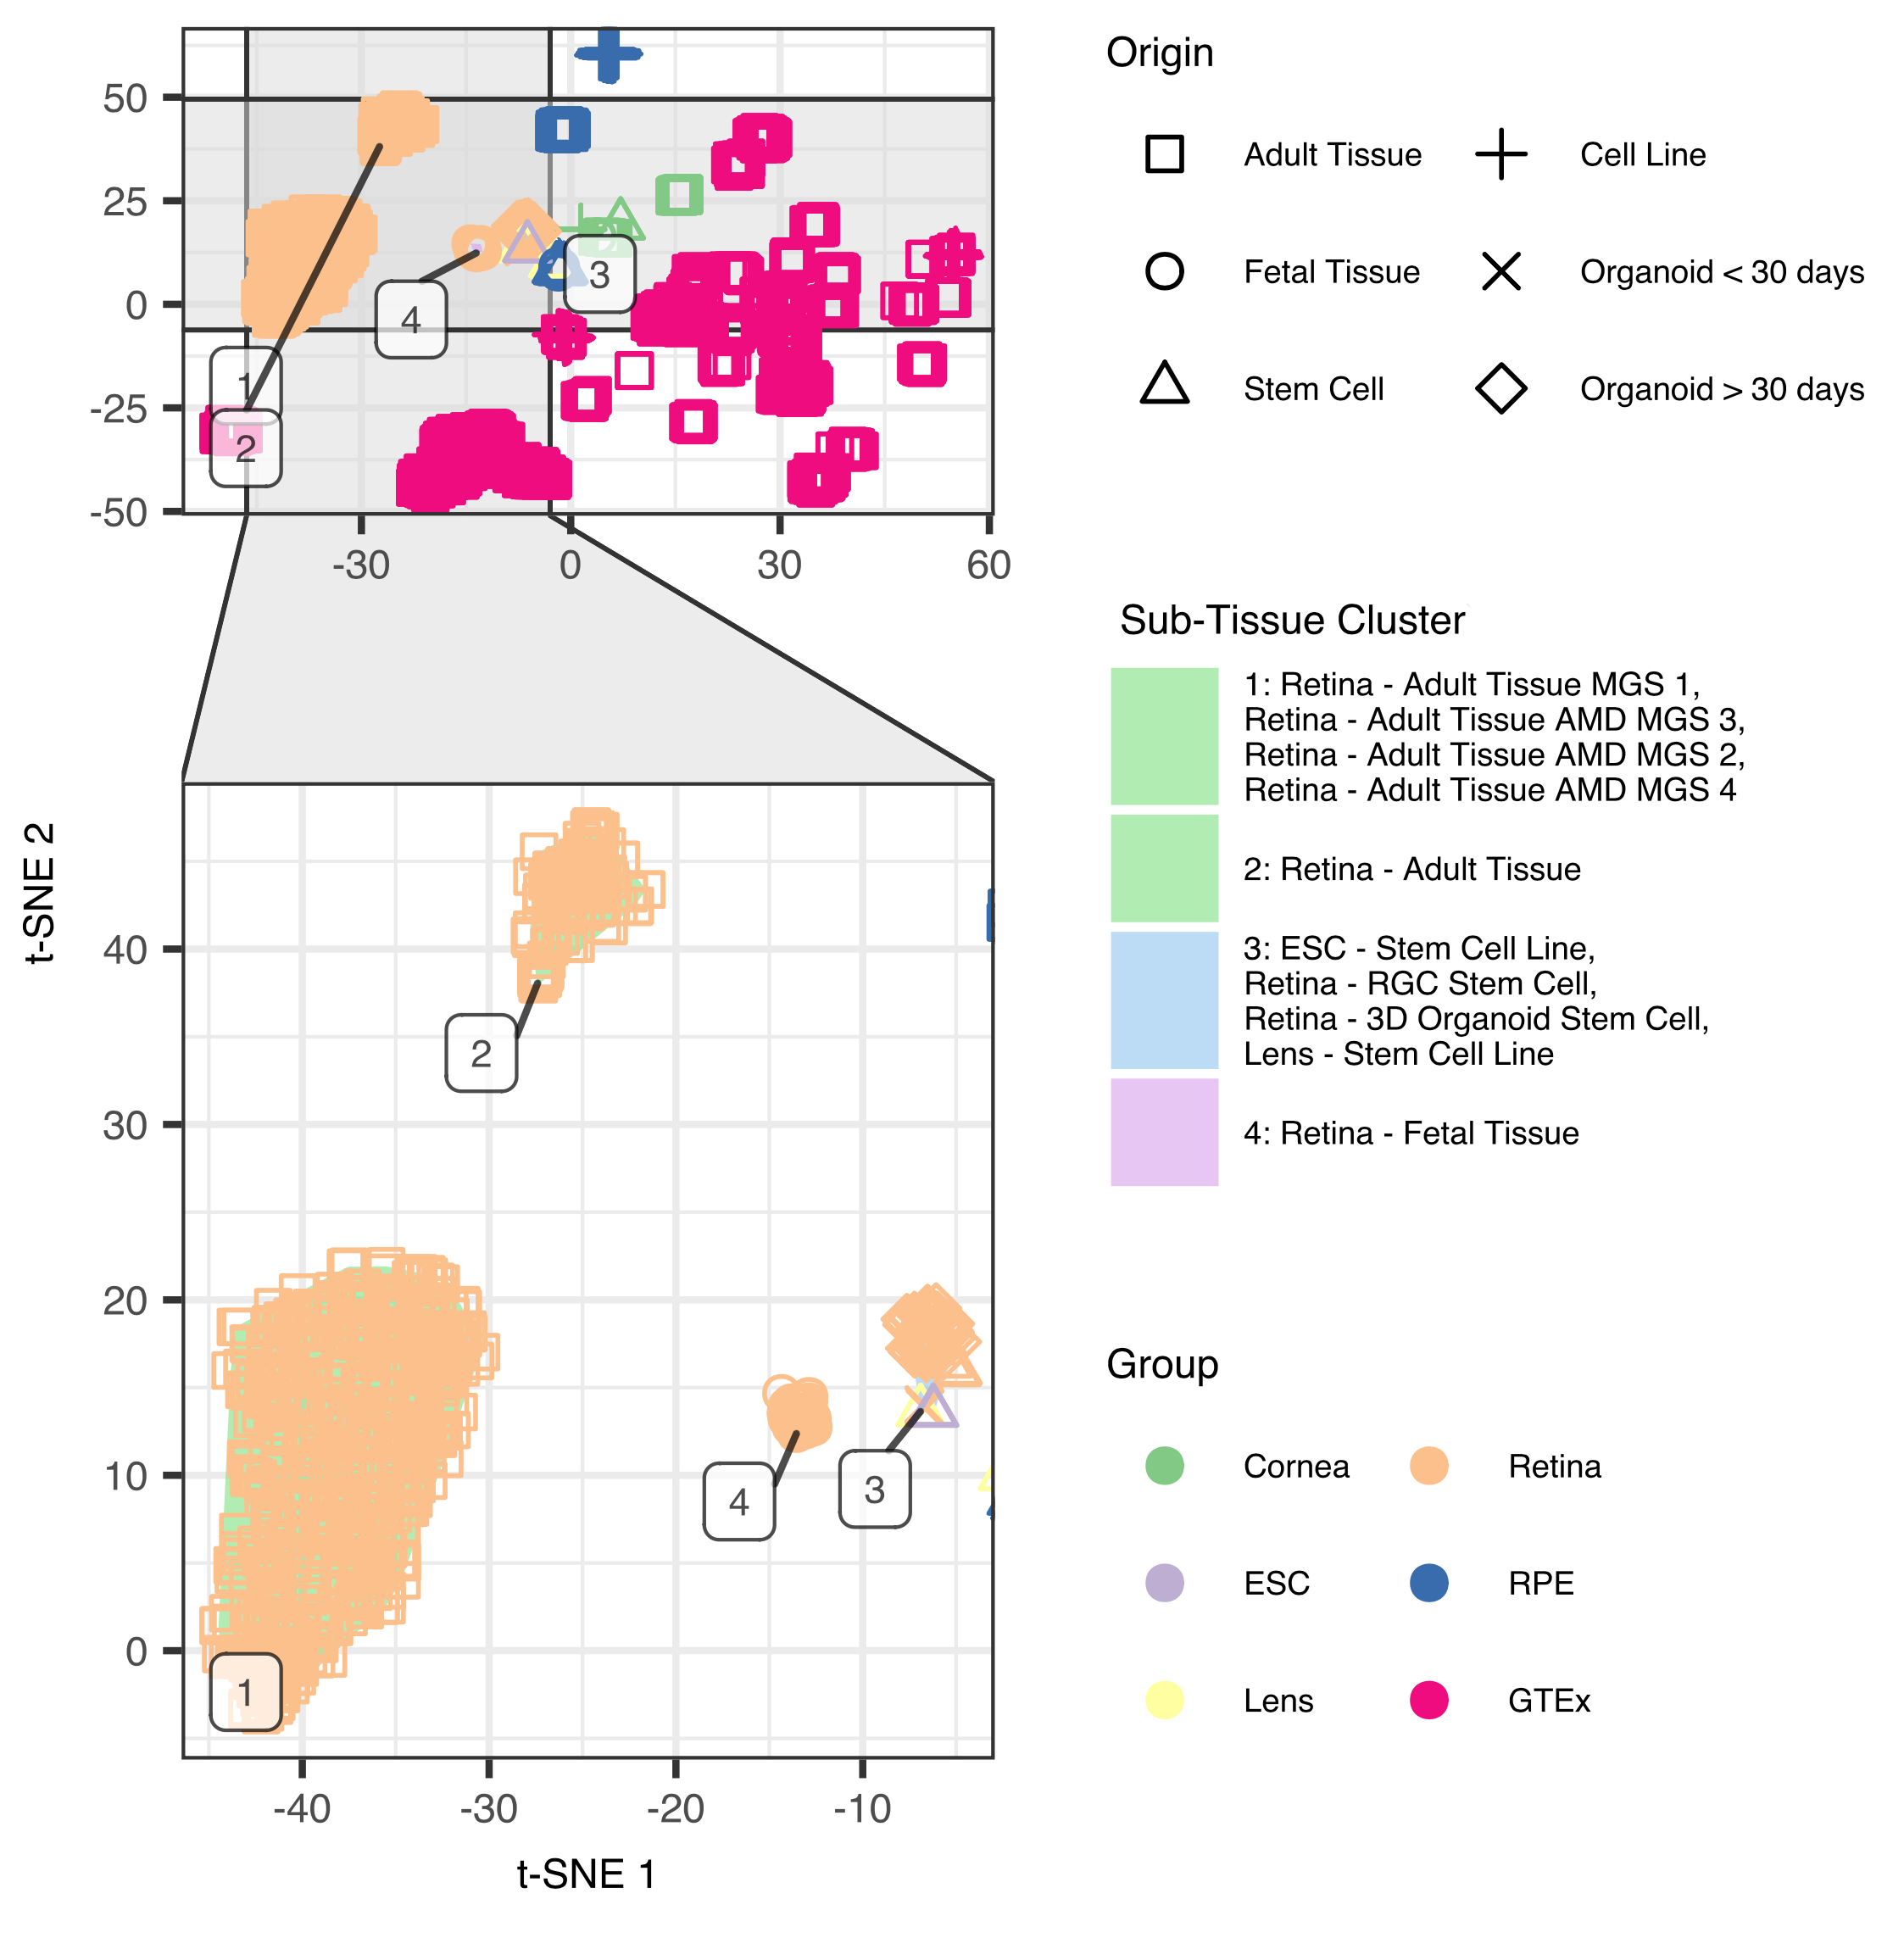 50
25
0
-25
-50
1
2
3
4
-30
0
30
60
t-SNE 2
40
30
20
10
0
2
4
3
1
-40
-30
-20
-10
t-SNE 1
Origin
Adult Tissue
Cell Line
Fetal Tissue
Organoid < 30 days
Stem Cell
Organoid > 30 days
Sub-Tissue Cluster
1: Retina - Adult Tissue MGS 1,
Retina - Adult Tissue AMD MGS 3,
Retina - Adult Tissue AMD MGS 2,
Retina - Adult Tissue AMD MGS 4
2: Retina - Adult Tissue
3: ESC - Stem Cell Line,
Retina - RGC Stem Cell,
Retina - 3D Organoid Stem Cell,
Lens - Stem Cell Line
4: Retina - Fetal Tissue
Group
Cornea
Retina
ESC
RPE
Lens
GTEx